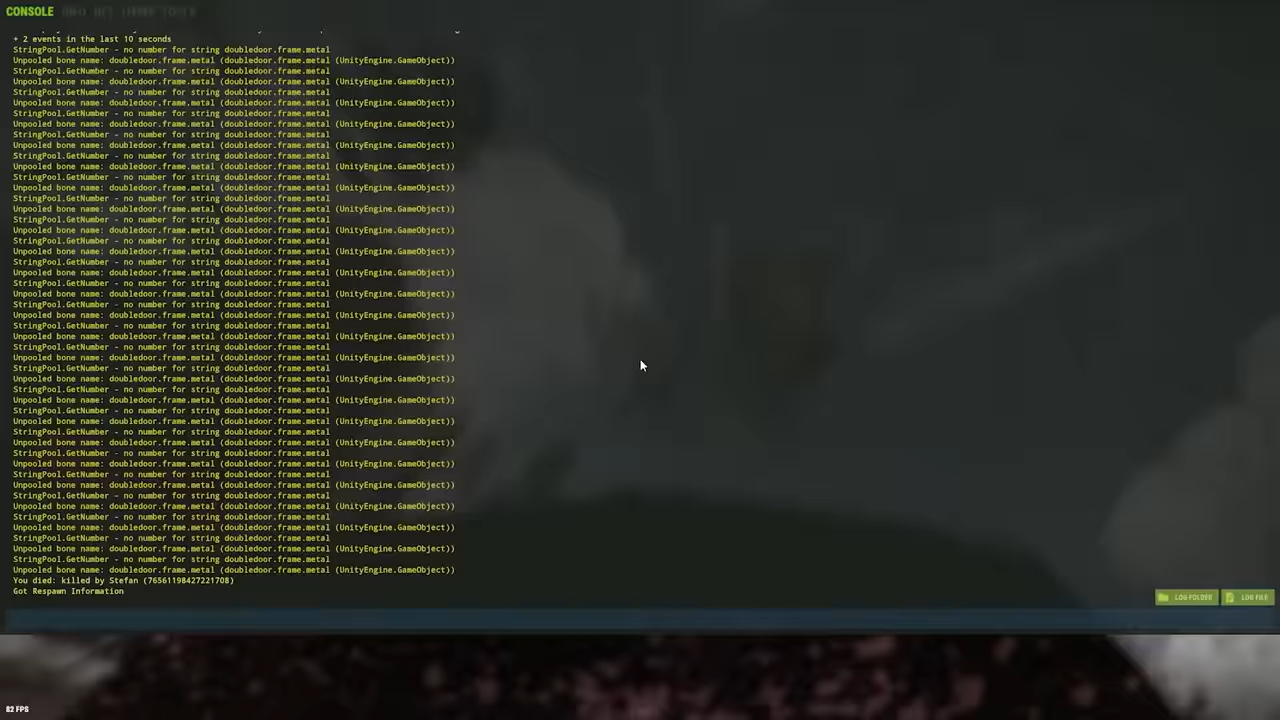 CONSOLE
+ 2 events in the last 10 seconds
StringPool.GetNumber - no number for string doubledoor.frame.metal
Unpooled bone name: doubledoor.frame.metal (doubledoor.frame.metal (UnityEngine.GameObject))
StringPool.GetNumber - no number for string doubledoor.frame.metal
Unpooled bone name: doubledoor.frame.metal (doubledoor.frame.metal (UnityEngine.GameObject))
StringPool.GetNumber - no number for string doubledoor.frame.metal
Unpooled bone name: doubledoor.frame.metal (doubledoor.frame.metal (UnityEngine.GameObject))
StringPool.GetNumber - no number for string doubledoor.frame.metal
Unpooled bone name: doubledoor.frame.metal (doubledoor.frame.metal (UnityEngine.GameObject))
StringPool.GetNumber - no number for string doubledoor.frame.metal
Unpooled bone name: doubledoor.frame.metal (doubledoor.frame.metal (UnityEngine.GameObject))
StringPool.GetNumber - no number for string doubledoor.frame.metal
Unpooled bone name: doubledoor.frame.metal (doubledoor.frame.metal (UnityEngine.GameObject))
StringPool.GetNumber - no number for string doubledoor.frame.metal
Unpooled bone name: doubledoor.frame.metal (doubledoor.frame.metal (UnityEngine.GameObject))
StringPool.GetNumber - no number for string doubledoor.frame.metal
Unpooled bone name: doubledoor.frame.metal (doubledoor.frame.metal (UnityEngine.GameObject))
StringPool.GetNumber - no number for string doubledoor.frame.metal
Unpooled bone name: doubledoor.frame.metal (doubledoor.frame.metal (UnityEngine.GameObject))
StringPool.GetNumber - no number for string doubledoor.frame.metal
Unpooled bone name: doubledoor.frame.metal (doubledoor.frame.metal (UnityEngine.GameObject))
StringPool.GetNumber - no number for string doubledoor.frame.metal
Unpooled bone name: doubledoor.frame.metal (doubledoor.frame.metal (UnityEngine.GameObject))
StringPool.GetNumber - no number for string doubledoor.frame.metal
Unpooled bone name: doubledoor.frame.metal (doubledoor.frame.metal (UnityEngine.GameObject))
StringPool.GetNumber - no number for string doubledoor.frame.metal
Unpooled bone name: doubledoor.frame.metal (doubledoor.frame.metal (UnityEngine.GameObject))
StringPool.GetNumber - no number for string doubledoor.frame.metal
Unpooled bone name: doubledoor.frame.metal (doubledoor.frame.metal (UnityEngine.GameObject))
StringPool.GetNumber - no number for string doubledoor.frame.metal
Unpooled bone name: doubledoor.frame.metal (doubledoor.frame.metal (UnityEngine.GameObject))
StringPool.GetNumber - no number for string doubledoor.frame.metal
Unpooled bone name: doubledoor.frame.metal (doubledoor.frame.metal (UnityEngine.GameObject))
StringPool.GetNumber - no number for string doubledoor.frame.metal
Unpooled bone name: doubledoor.frame.metal (doubledoor.frame.metal (UnityEngine.GameObject))
StringPool.GetNumber - no number for string doubledoor.frame.metal
Unpooled bone name: doubledoor.frame.metal (doubledoor.frame.metal (UnityEngine.GameObject))
StringPool.GetNumber - no number for string doubledoor.frame.metal
Unpooled bone name: doubledoor.frame.metal (doubledoor.frame.metal (UnityEngine.GameObject))
StringPool.GetNumber - no number for string doubledoor.frame.metal
Unpooled bone name: doubledoor.frame.metal (doubledoor.frame.metal (UnityEngine.GameObject))
StringPool.GetNumber - no number for string doubledoor.frame.metal
Unpooled bone name: doubledoor.frame.metal (doubledoor.frame.metal (UnityEngine.GameObject))
StringPool.GetNumber - no number for string doubledoor.frame.metal
Unpooled bone name: doubledoor.frame.metal (doubledoor.frame.metal (UnityEngine.GameObject))
StringPool.GetNumber - no number for string doubledoor.frame.metal
Unpooled bone name: doubledoor.frame.metal (doubledoor.frame.metal (UnityEngine.GameObject))
StringPool.GetNumber - no number for string doubledoor.frame.metal
Unpooled bone name: doubledoor.frame.metal (doubledoor.frame.metal (UnityEngine.GameObject))
StringPool.GetNumber - no number for string doubledoor.frame.metal
Unpooled bone name: doubledoor.frame.metal (doubledoor.frame.metal (UnityEngine.GameObject))
You died: killed by Stefan (76561198427221708)
Got Respawn Information
LOG FOLDER
LOG FILE
82 FPS